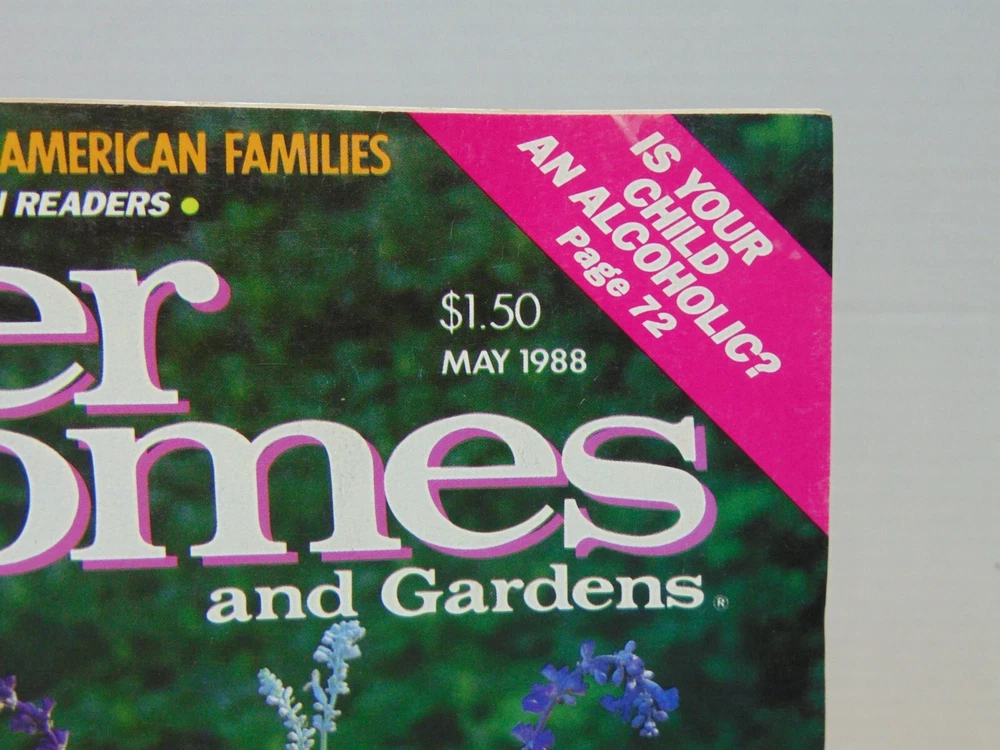 AMERICAN FAMILIES
READERS •
er
$1.50
MAY 1988
omes
and Gardens®
IS YOUR
CHILD
AN ALCOHOLIC?
Page 72